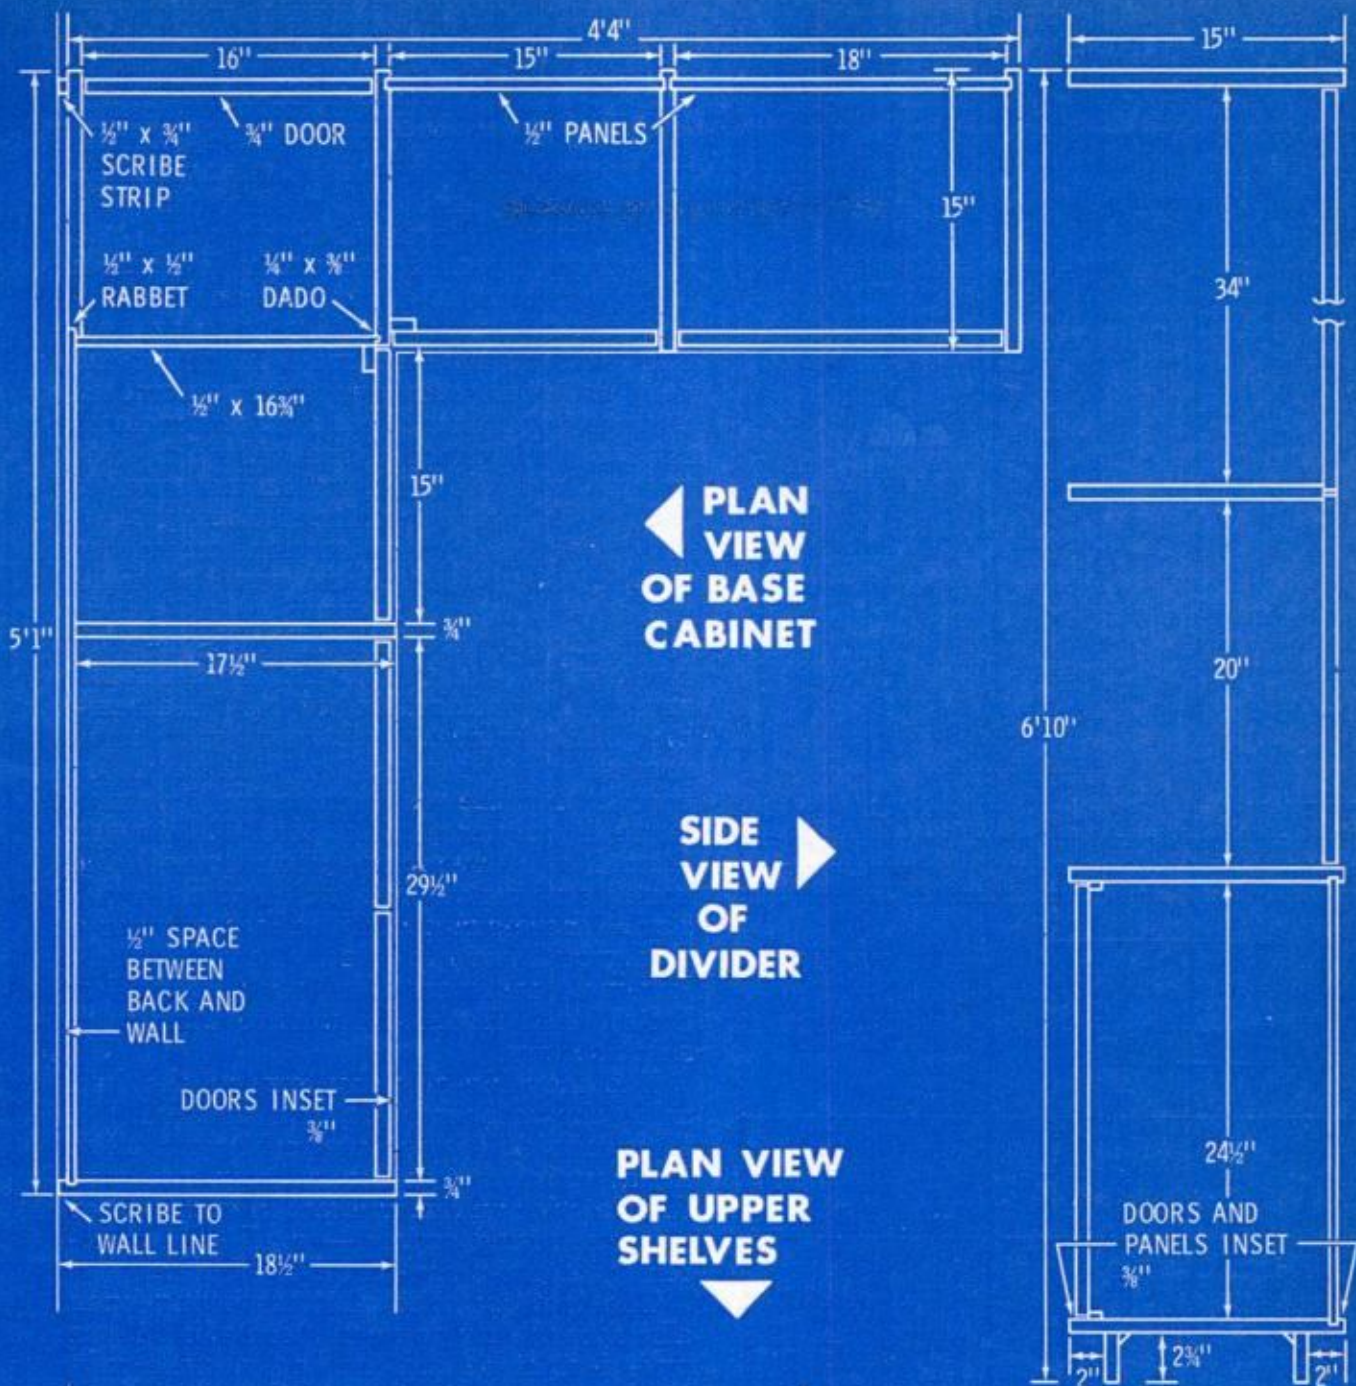 4'4"
16"
15"
18"
15"
½" x ¾"
SCRIBE
STRIP
¾" DOOR
½" PANELS
15"
½" x ½"
RABBET
¼" x ⅜"
DADO
34"
½" x 16¾"
15"
PLAN
VIEW
OF BASE
CABINET
5'1"
¾"
17½"
20"
6'10"
SIDE
VIEW
OF
DIVIDER
29½"
½" SPACE
BETWEEN
BACK AND
WALL
DOORS INSET
⅜"
24½"
PLAN VIEW
OF UPPER
SHELVES
¾"
SCRIBE TO
WALL LINE
18½"
DOORS AND
PANELS INSET
⅜"
2"
2¾"
2"